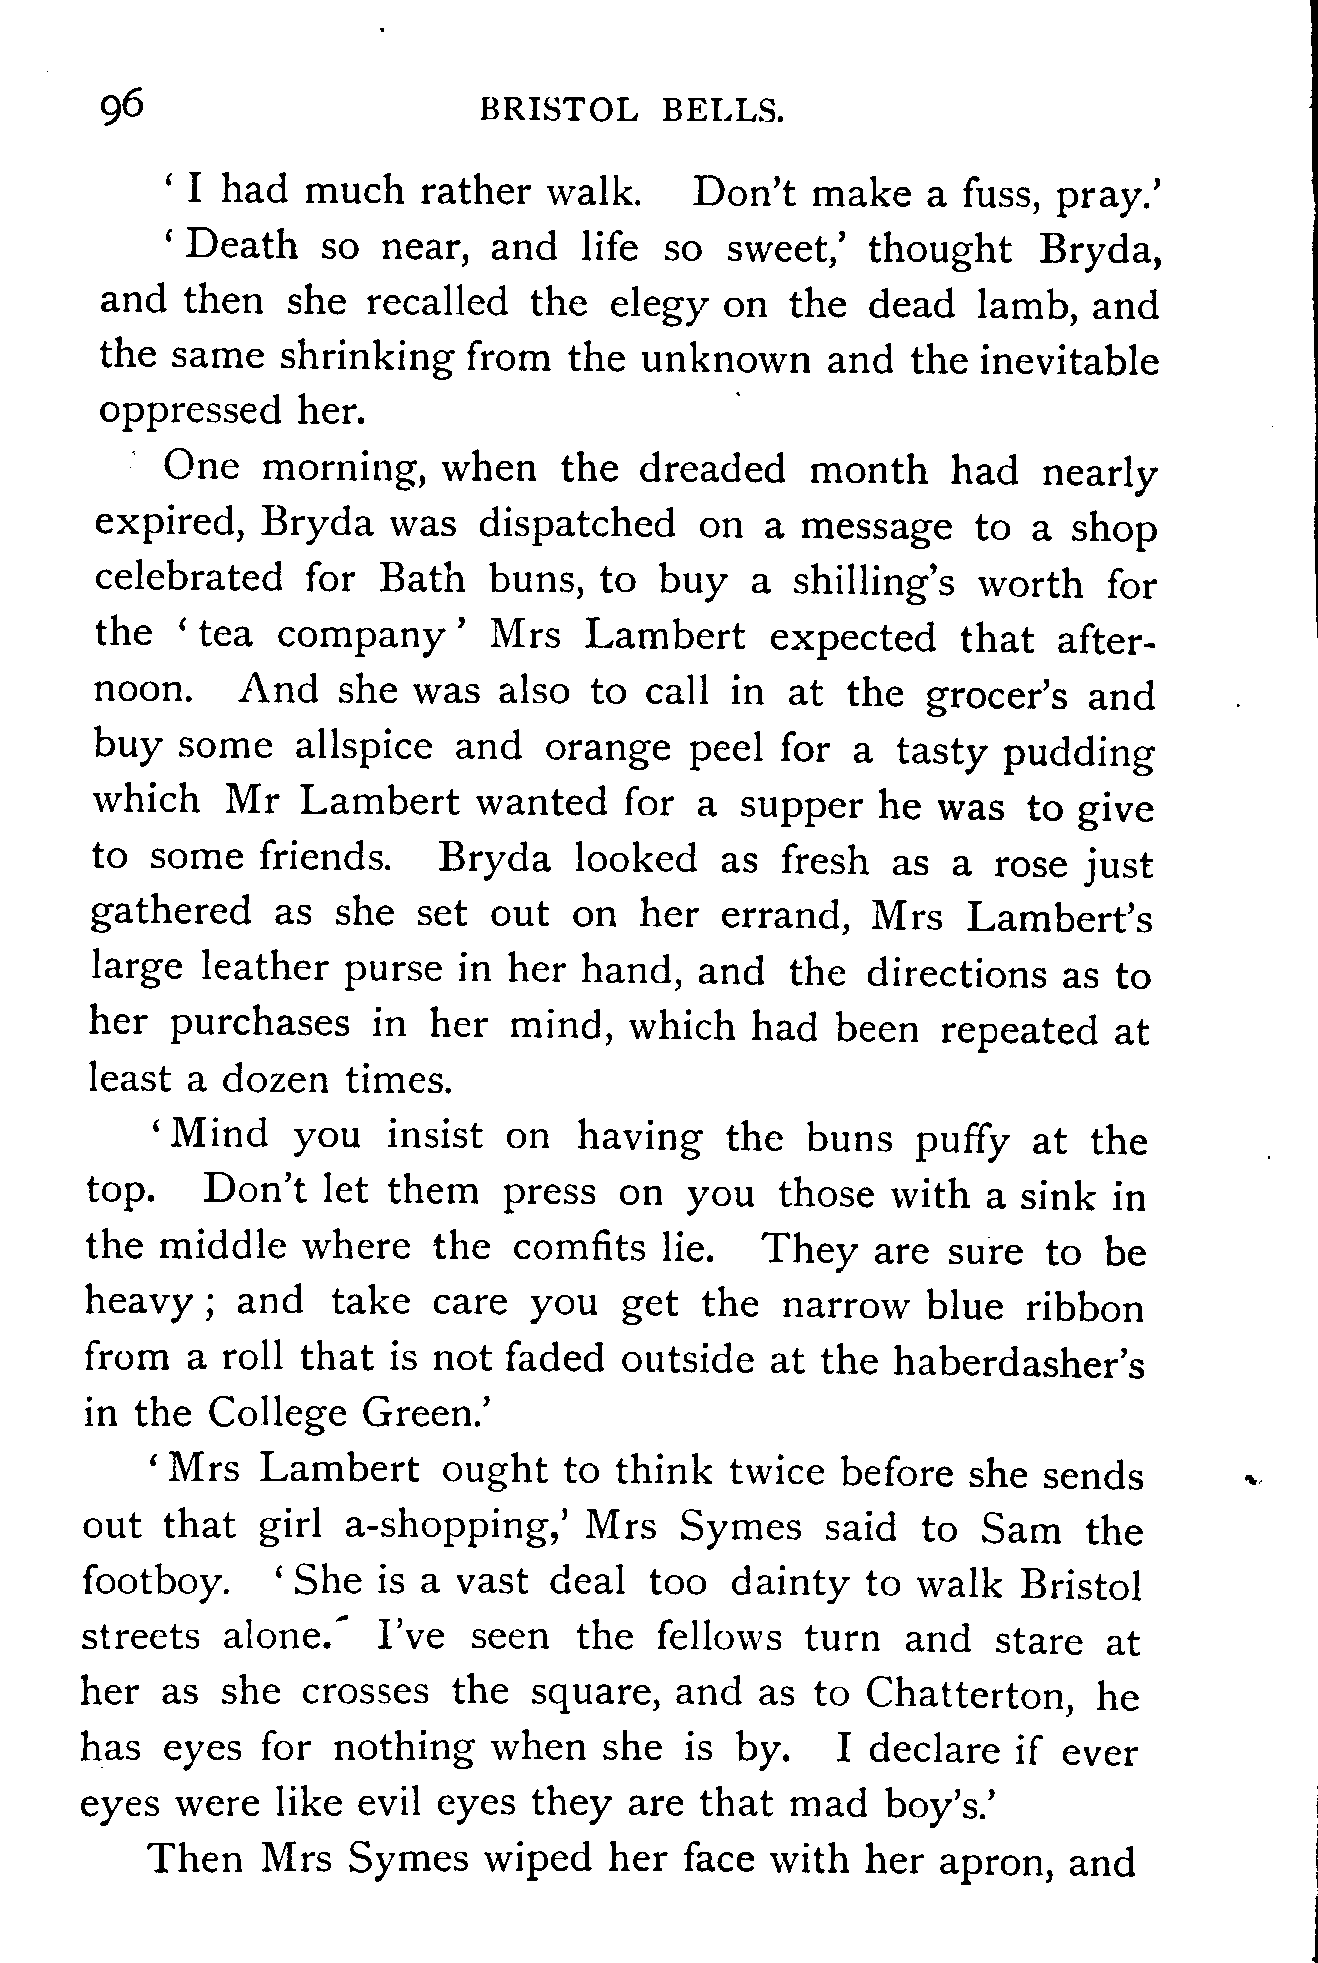 96 BRISTOL BELLS.
‘ I had much rather walk. Don’t make a fuss, pray.’
‘ Death so near, and life so sweet,’ thought Bryda,
and then she recalled the elegy on the dead lamb, and
the same shrinking from the unknown and the inevitable
oppressed her.
One morning, when the dreaded month had nearly
expired, Bryda was dispatched on a message to a shop
celebrated for Bath buns, to buy a shilling’s worth for
the ‘ tea company ’ Mrs Lambert expected that after-
noon. And she was also to call in at the grocer’s and
buy some allspice and orange peel for a tasty pudding
which Mr Lambert wanted for a supper he was to give
to some friends. Bryda looked as fresh as a rose just
gathered as she set out on her errand, Mrs Lambert’s
large leather purse in her hand, and the directions as to
her purchases in her mind, which had been repeated at
least a dozen times.
‘ Mind you insist on having the buns puffy at the
top. Don’t let them press on you those with a sink in
the middle where the comfits lie. They are sure to be
heavy ; and take care you get the narrow blue ribbon
from a roll that is not faded outside at the haberdasher’s
in the College Green.’
‘ Mrs Lambert ought to think twice before she sends
out that girl a-shopping,’ Mrs Symes said to Sam the
footboy. ‘ She is a vast deal too dainty to walk Bristol
streets alone. I’ve seen the fellows turn and stare at
her as she crosses the square, and as to Chatterton, he
has eyes for nothing when she is by. I declare if ever
eyes were like evil eyes they are that mad boy’s.’
Then Mrs Symes wiped her face with her apron, and